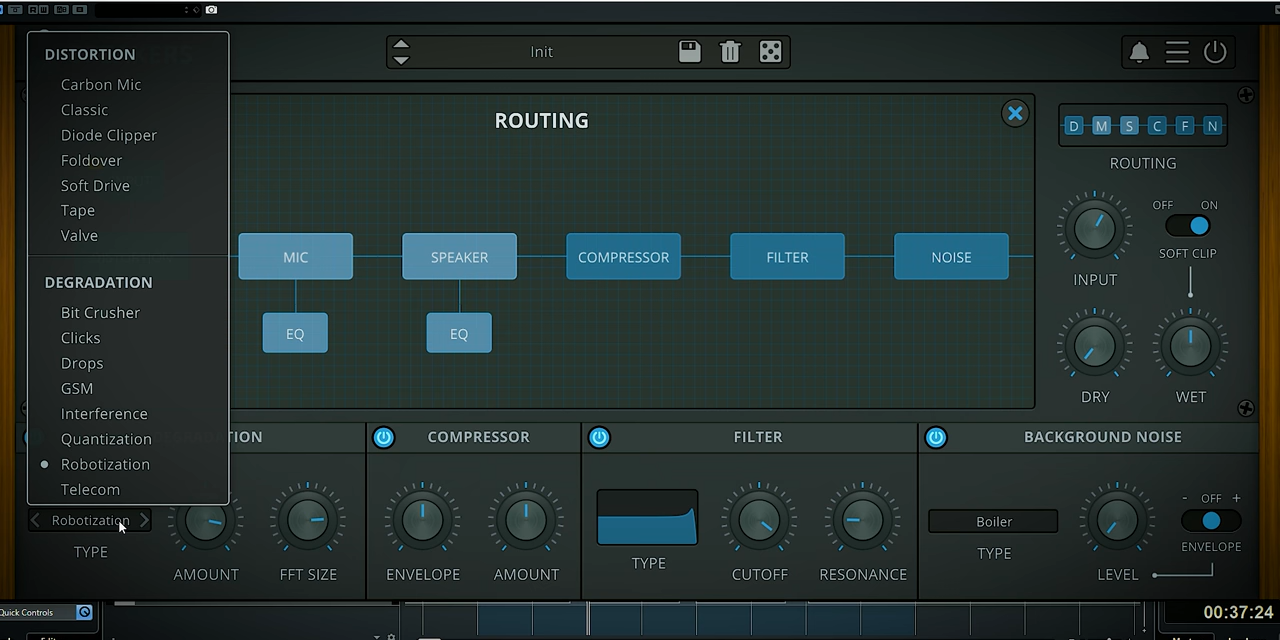 Init
DISTORTION
Carbon Mic
Classic
Diode Clipper
Foldover
Soft Drive
Tape
Valve
DEGRADATION
Bit Crusher
Clicks
Drops
GSM
Interference
Quantization
Robotization
Telecom
ROUTING
MIC
SPEAKER
COMPRESSOR
FILTER
NOISE
EQ
EQ
D M S C F N
ROUTING
OFF ON
SOFT CLIP
INPUT
DRY
WET
COMPRESSOR
FILTER
BACKGROUND NOISE
Robotization
TYPE
AMOUNT
FFT SIZE
ENVELOPE
AMOUNT
TYPE
CUTOFF
RESONANCE
Boiler
TYPE
LEVEL
- OFF +
ENVELOPE
Quick Controls
00:37:24